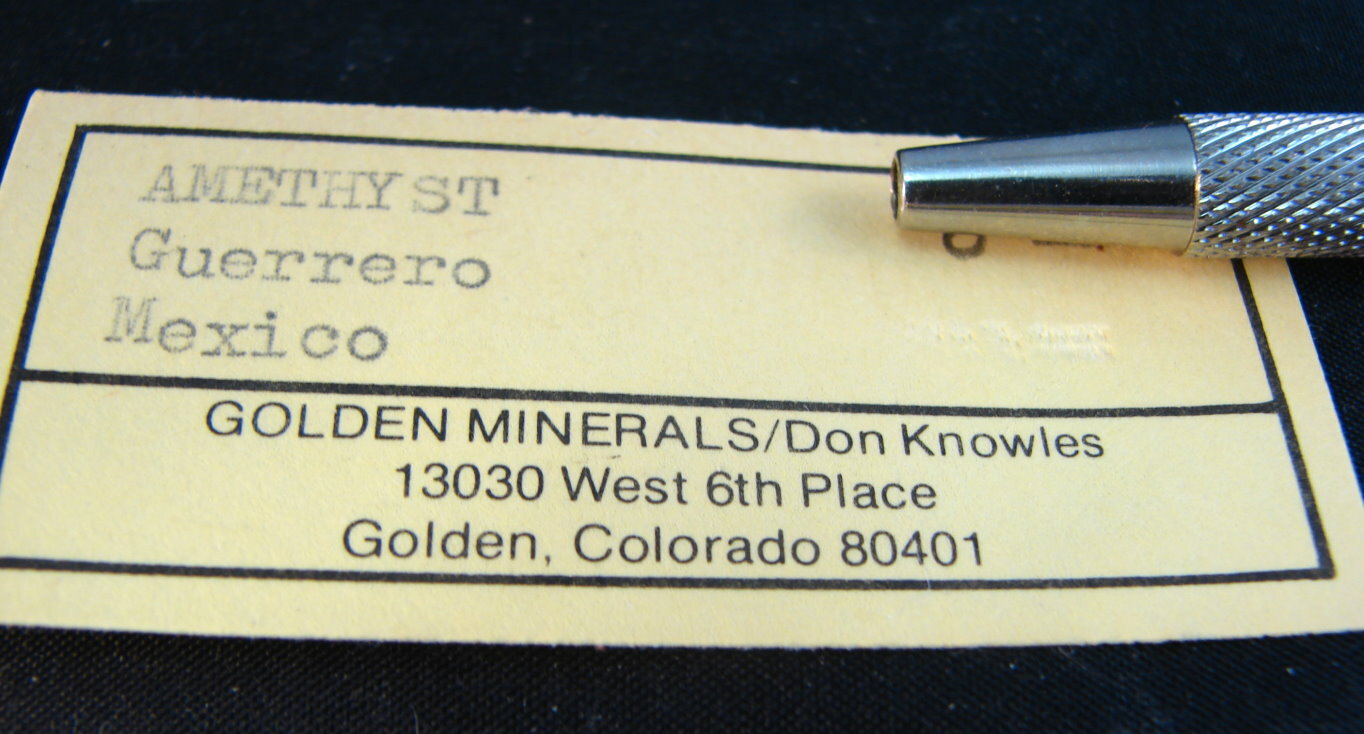 AMETHYST
Guerrero
Mexico
GOLDEN MINERALS/Don Knowles
13030 West 6th Place
Golden, Colorado 80401